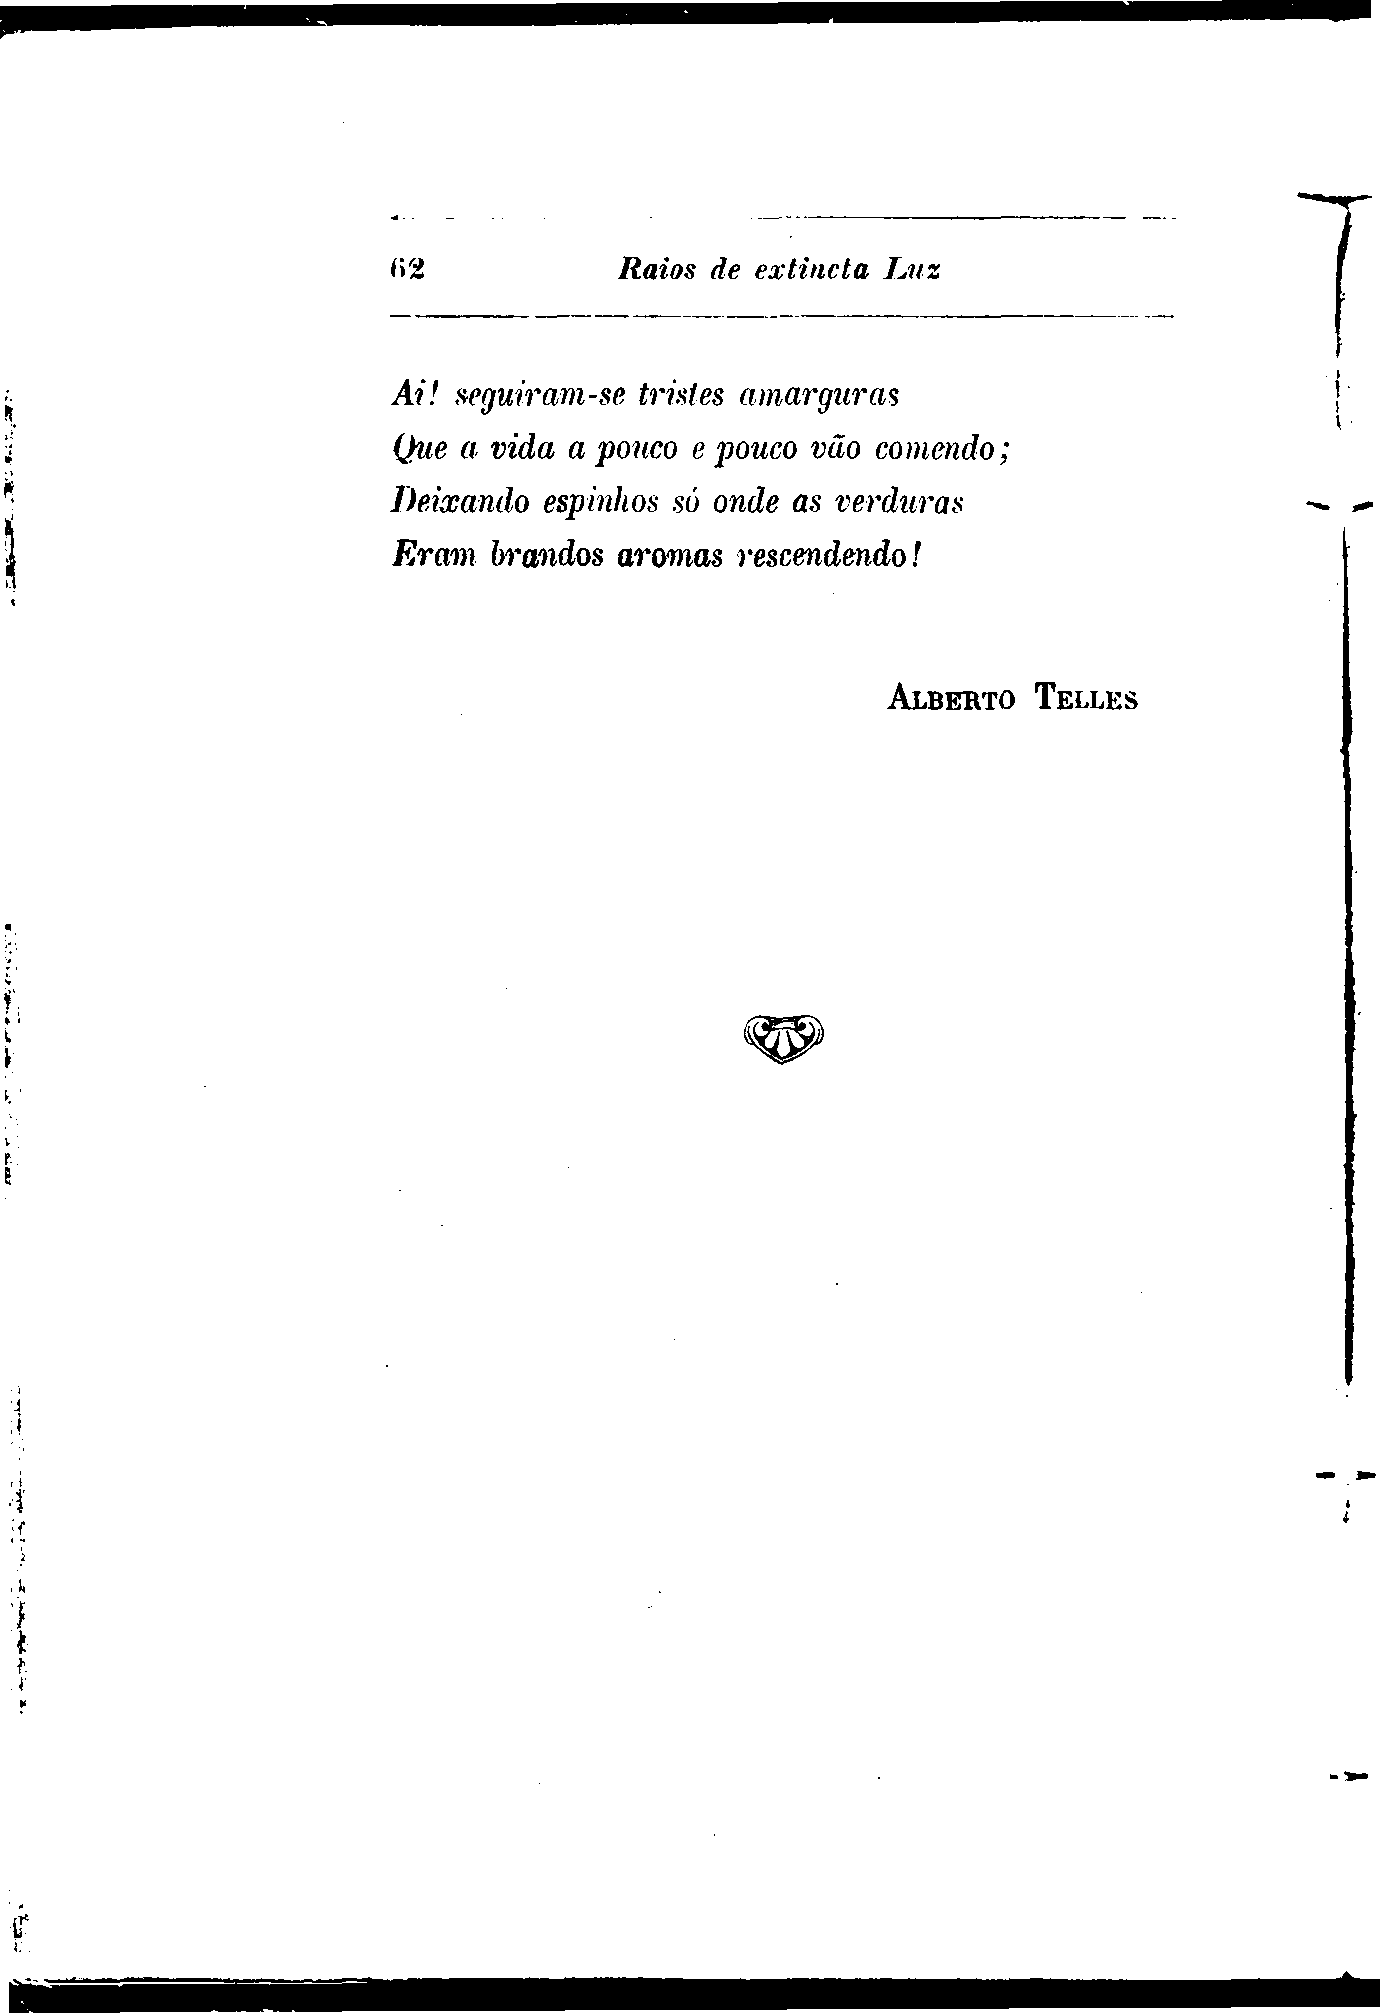 62 Raios de extincta Luz
Ai! seguiram-se tristes amarguras
Que a vida a pouco e pouco vão comendo;
Deixando espinhos só onde as verduras
Eram brandos aromas rescendendo!
ALBERTO TELLES